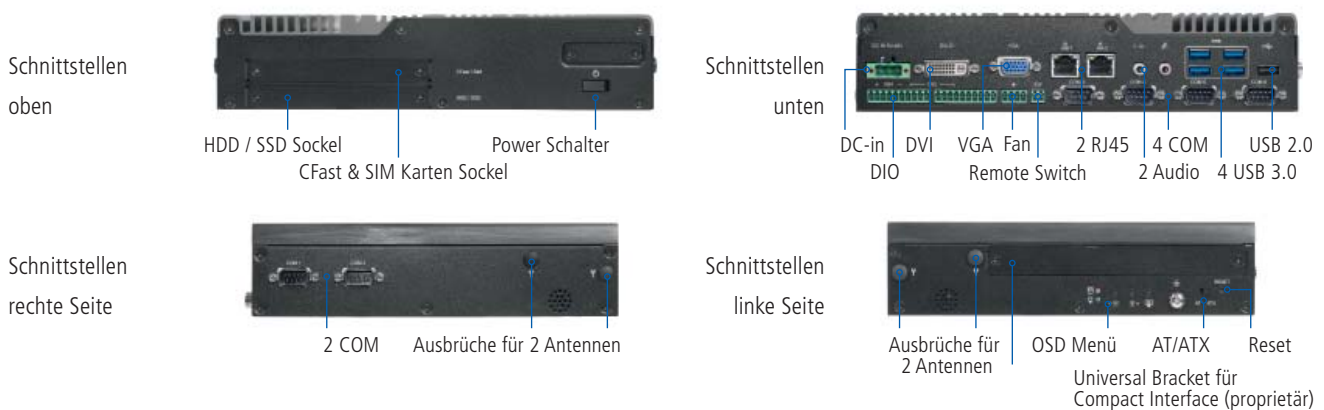 Schnittstellen
oben
HDD / SSD Sockel
Power Schalter
CFast & SIM Karten Sockel
Schnittstellen
unten
DC-in DVI VGA Fan 2 RJ45 4 COM USB 2.0
DIO Remote Switch 2 Audio 4 USB 3.0
Schnittstellen
rechte Seite
2 COM Ausbrüche für 2 Antennen
Schnittstellen
linke Seite
Ausbrüche für
2 Antennen
OSD Menü AT/ATX Reset
Universal Bracket für
Compact Interface (proprietär)